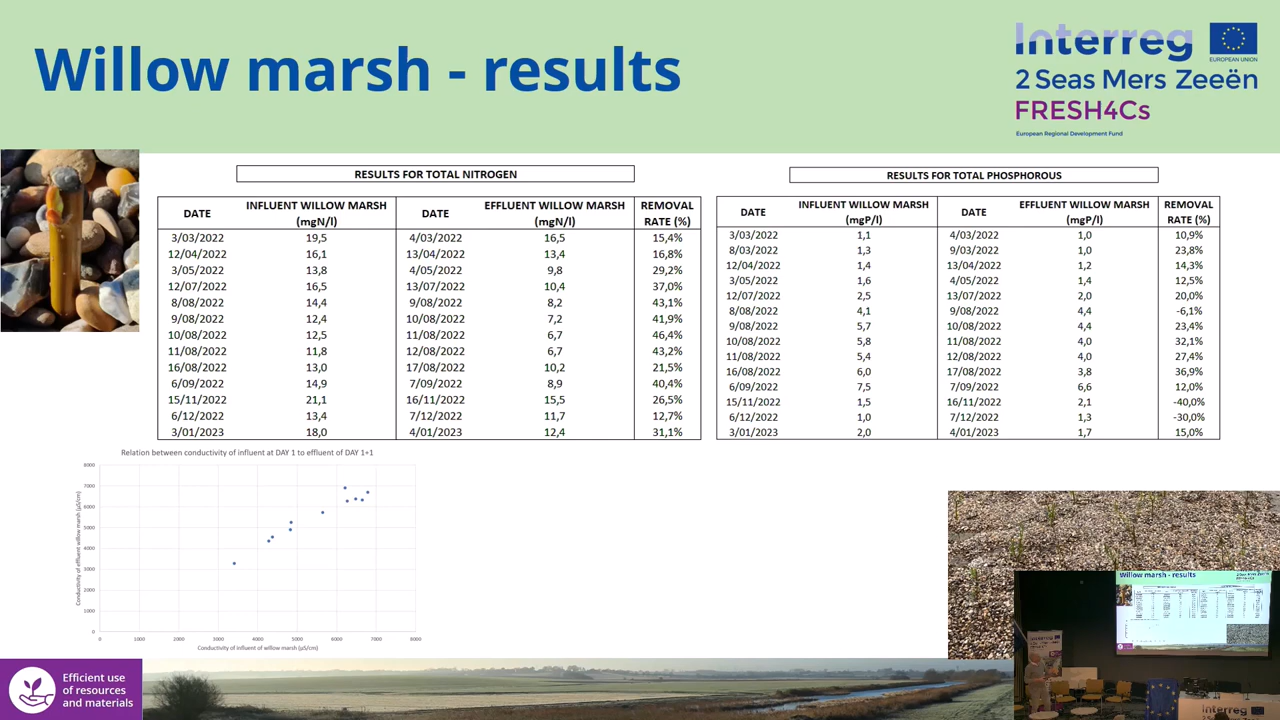 Willow marsh - results
Interreg
EUROPEAN UNION
2 Seas Mers Zeeën
FRESH4Cs
European Regional Development Fund
RESULTS FOR TOTAL NITROGEN
DATE INFLUENT WILLOW MARSH (mgN/l) DATE EFFLUENT WILLOW MARSH (mgN/l) REMOVAL RATE (%)
3/03/2022 19,5 4/03/2022 16,5 15,4%
12/04/2022 16,1 13/04/2022 13,4 16,8%
3/05/2022 13,8 4/05/2022 9,8 29,2%
12/07/2022 16,5 13/07/2022 10,4 37,0%
8/08/2022 14,4 9/08/2022 8,2 43,1%
9/08/2022 12,4 10/08/2022 7,2 41,9%
10/08/2022 12,5 11/08/2022 6,7 46,4%
11/08/2022 11,8 12/08/2022 6,7 43,2%
16/08/2022 13,0 17/08/2022 10,2 21,5%
6/09/2022 14,9 7/09/2022 8,9 40,4%
15/11/2022 21,1 16/11/2022 15,5 26,5%
6/12/2022 13,4 7/12/2022 11,7 12,7%
3/01/2023 18,0 4/01/2023 12,4 31,1%
RESULTS FOR TOTAL PHOSPHOROUS
DATE INFLUENT WILLOW MARSH (mgP/l) DATE EFFLUENT WILLOW MARSH (mgP/l) REMOVAL RATE (%)
3/03/2022 1,1 4/03/2022 1,0 10,9%
8/03/2022 1,3 9/03/2022 1,0 23,8%
12/04/2022 1,4 13/04/2022 1,2 14,3%
3/05/2022 1,6 4/05/2022 1,4 12,5%
12/07/2022 2,5 13/07/2022 2,0 20,0%
8/08/2022 4,1 9/08/2022 4,4 -6,1%
9/08/2022 5,7 10/08/2022 4,4 23,4%
10/08/2022 5,8 11/08/2022 4,0 32,1%
11/08/2022 5,4 12/08/2022 4,0 27,4%
16/08/2022 6,0 17/08/2022 3,8 36,9%
6/09/2022 7,5 7/09/2022 6,6 12,0%
15/11/2022 1,5 16/11/2022 2,1 -40,0%
6/12/2022 1,0 7/12/2022 1,3 -30,0%
3/01/2023 2,0 4/01/2023 1,7 15,0%
Relation between conductivity of influent at DAY 1 to effluent of DAY 1+1
Conductivity of effluent willow marsh (µS/cm)
8000
7000
6000
5000
4000
3000
2000
1000
0
0 1000 2000 3000 4000 5000 6000 7000 8000
Conductivity of influent of willow marsh (µS/cm)
Efficient use
of resources
and materials
Willow marsh - results
Interreg